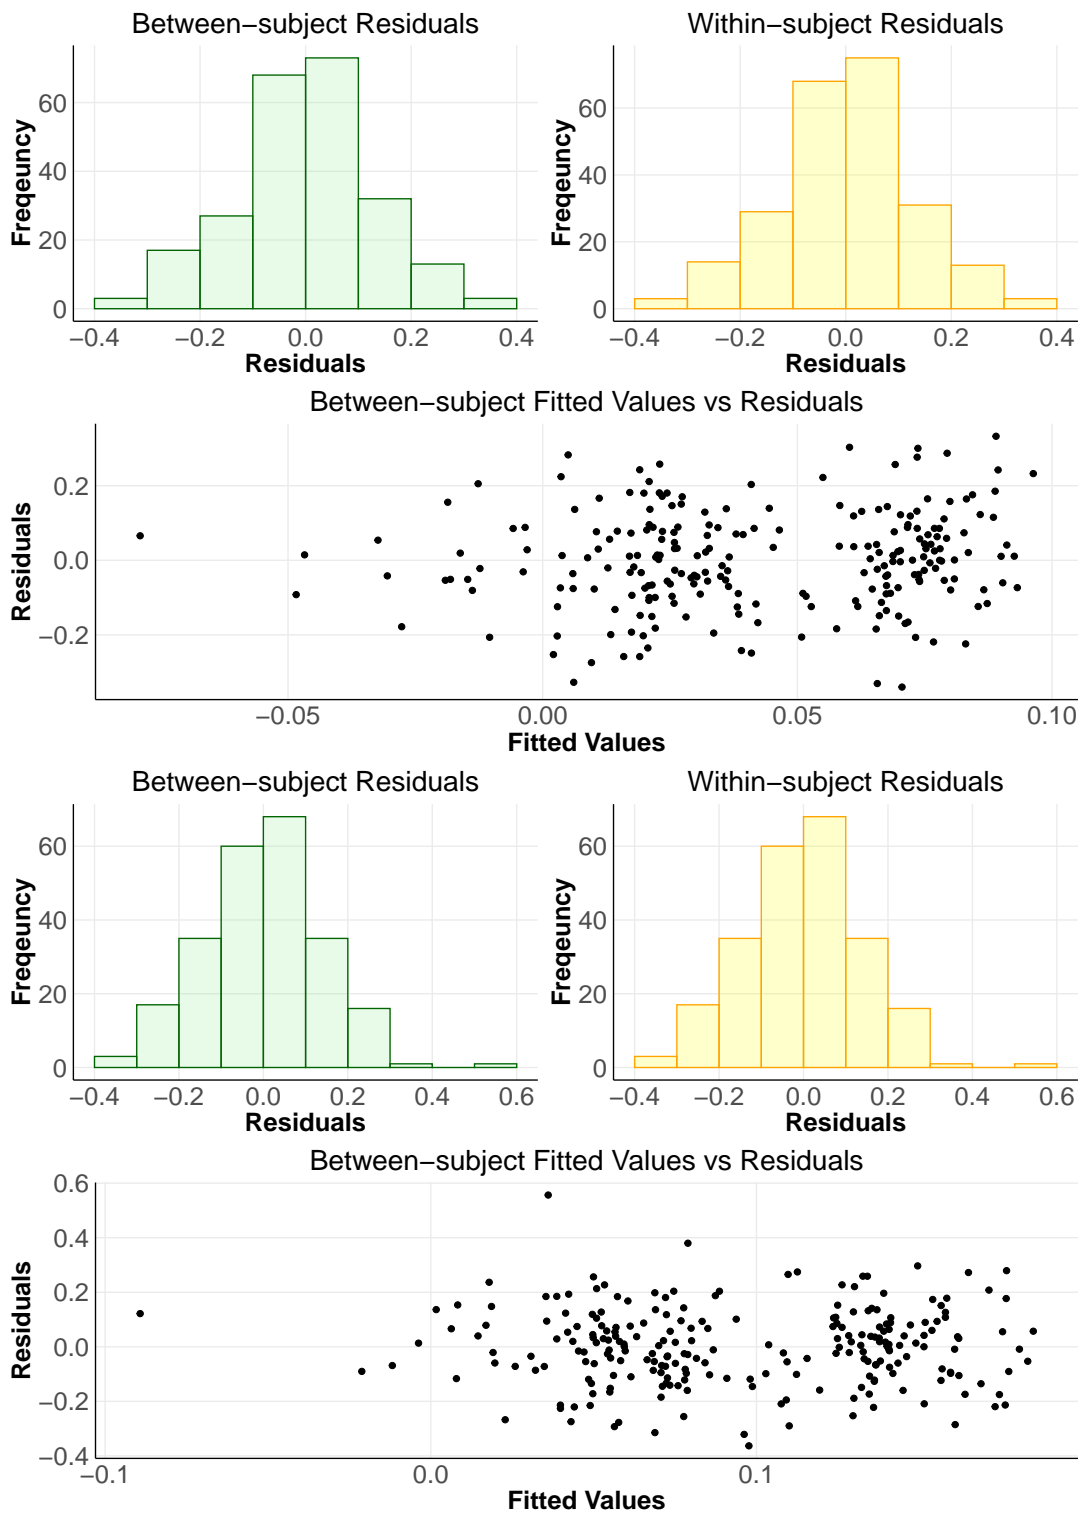 Between−subject Residuals
Within−subject Residuals
Freqeuncy
60
40
20
0
−0.4 −0.2 0.0 0.2 0.4
Residuals
Freqeuncy
60
40
20
0
−0.4 −0.2 0.0 0.2 0.4
Residuals
Between−subject Fitted Values vs Residuals
Residuals
0.2
0.0
−0.2
−0.05 0.00 0.05 0.10
Fitted Values
Between−subject Residuals
Within−subject Residuals
Freqeuncy
60
40
20
0
−0.4 −0.2 0.0 0.2 0.4 0.6
Residuals
Freqeuncy
60
40
20
0
−0.4 −0.2 0.0 0.2 0.4 0.6
Residuals
Between−subject Fitted Values vs Residuals
Residuals
0.6
0.4
0.2
0.0
−0.2
−0.4
−0.1 0.0 0.1
Fitted Values